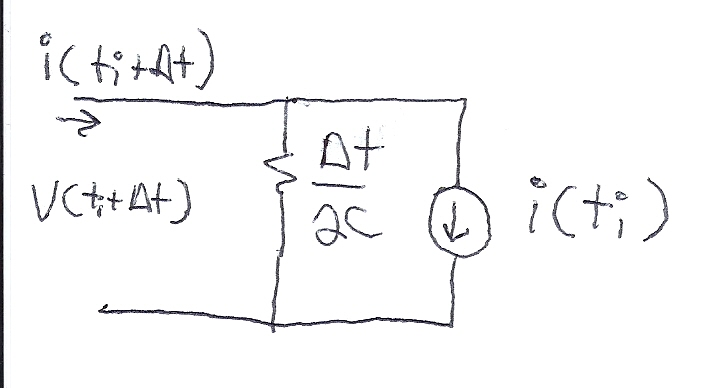 i(ti+Δt)
V(ti+Δt)
Δt
2C
i(ti)